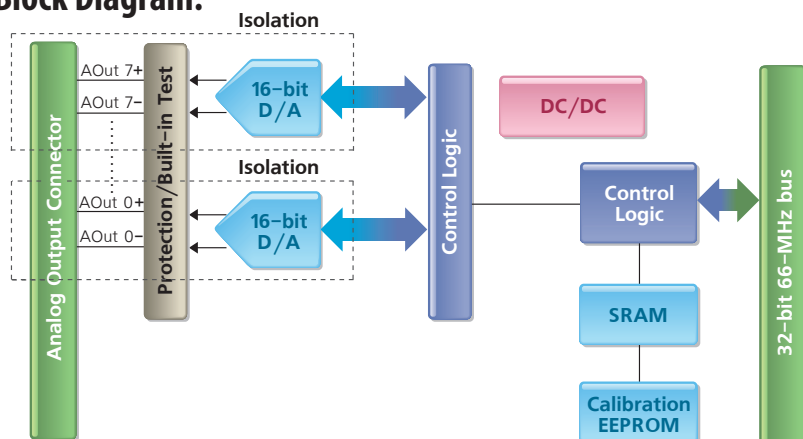 Block Diagram:
Isolation
AOut 7+
AOut 7−
16−bit
D/A
DC/DC
Analog Output Connector
Protection/Built−in Test
Control Logic
Isolation
AOut 0+
AOut 0−
16−bit
D/A
Control
Logic
32−bit 66−MHz bus
SRAM
Calibration
EEPROM